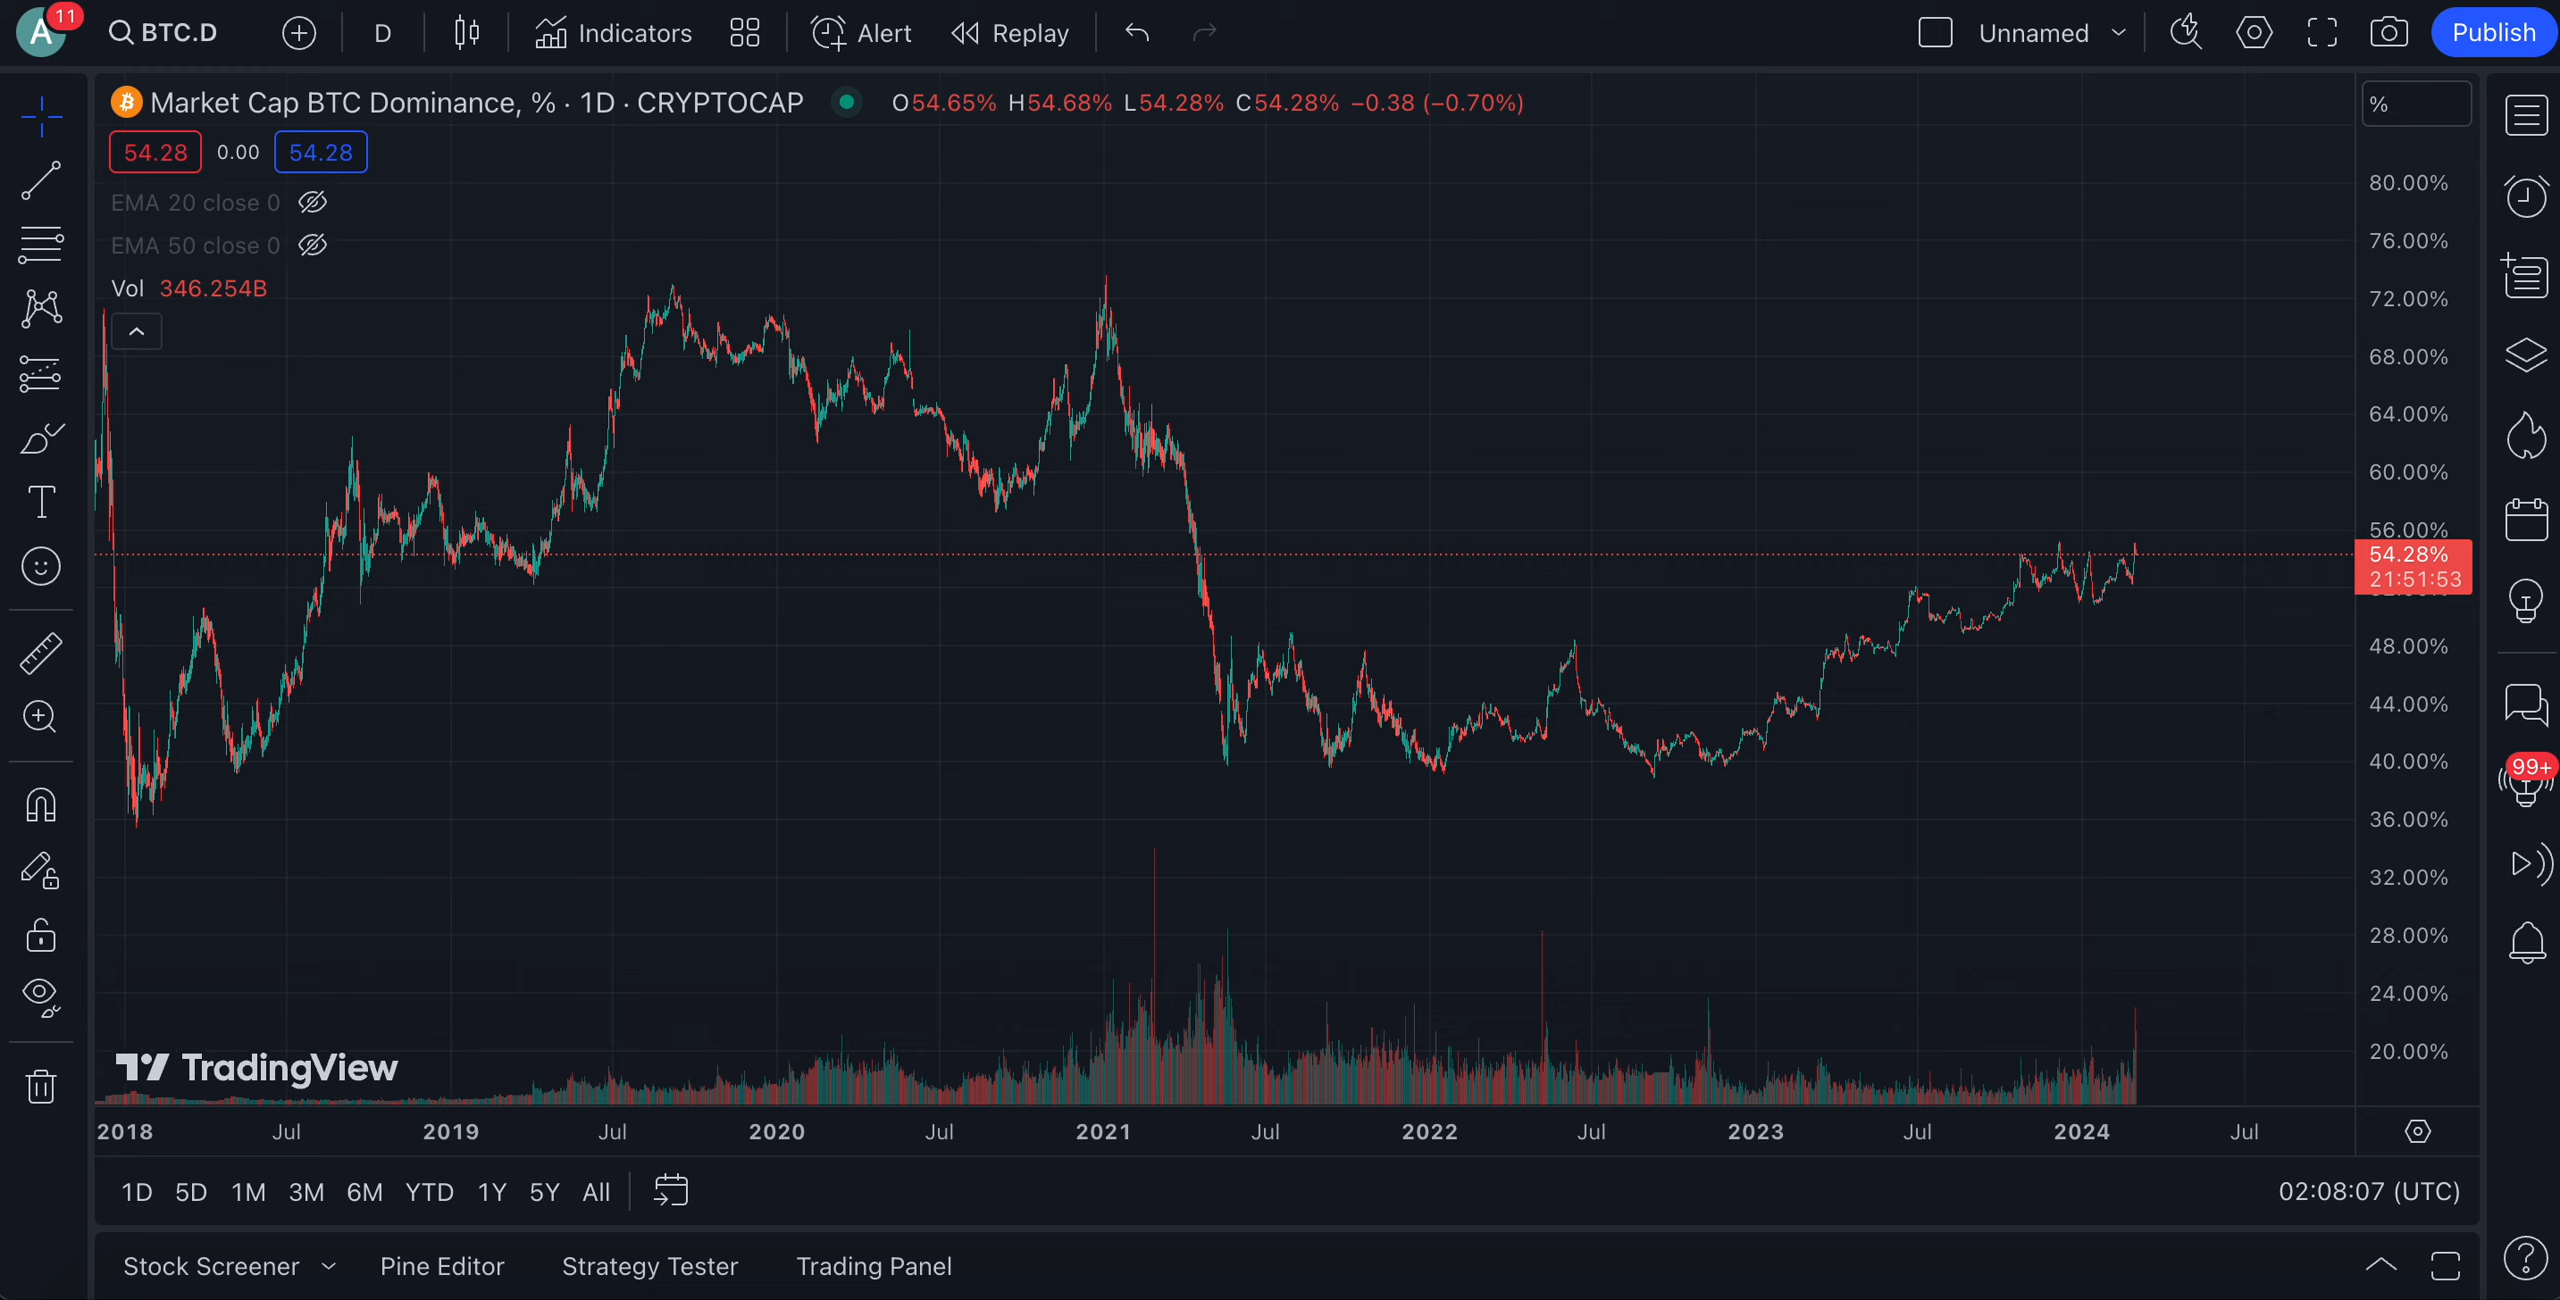 A 11 BTC.D D Indicators Alert Replay Unnamed Publish
Market Cap BTC Dominance, % · 1D · CRYPTOCAP O54.65% H54.68% L54.28% C54.28% −0.38 (−0.70%)
%
54.28 0.00 54.28
EMA 20 close 0
EMA 50 close 0
Vol 346.254B
80.00%
76.00%
72.00%
68.00%
64.00%
60.00%
56.00%
54.28%
21:51:53
48.00%
44.00%
40.00%
99+
36.00%
32.00%
28.00%
24.00%
20.00%
TradingView
2018 Jul 2019 Jul 2020 Jul 2021 Jul 2022 Jul 2023 Jul 2024 Jul
1D 5D 1M 3M 6M YTD 1Y 5Y All 02:08:07 (UTC)
Stock Screener Pine Editor Strategy Tester Trading Panel